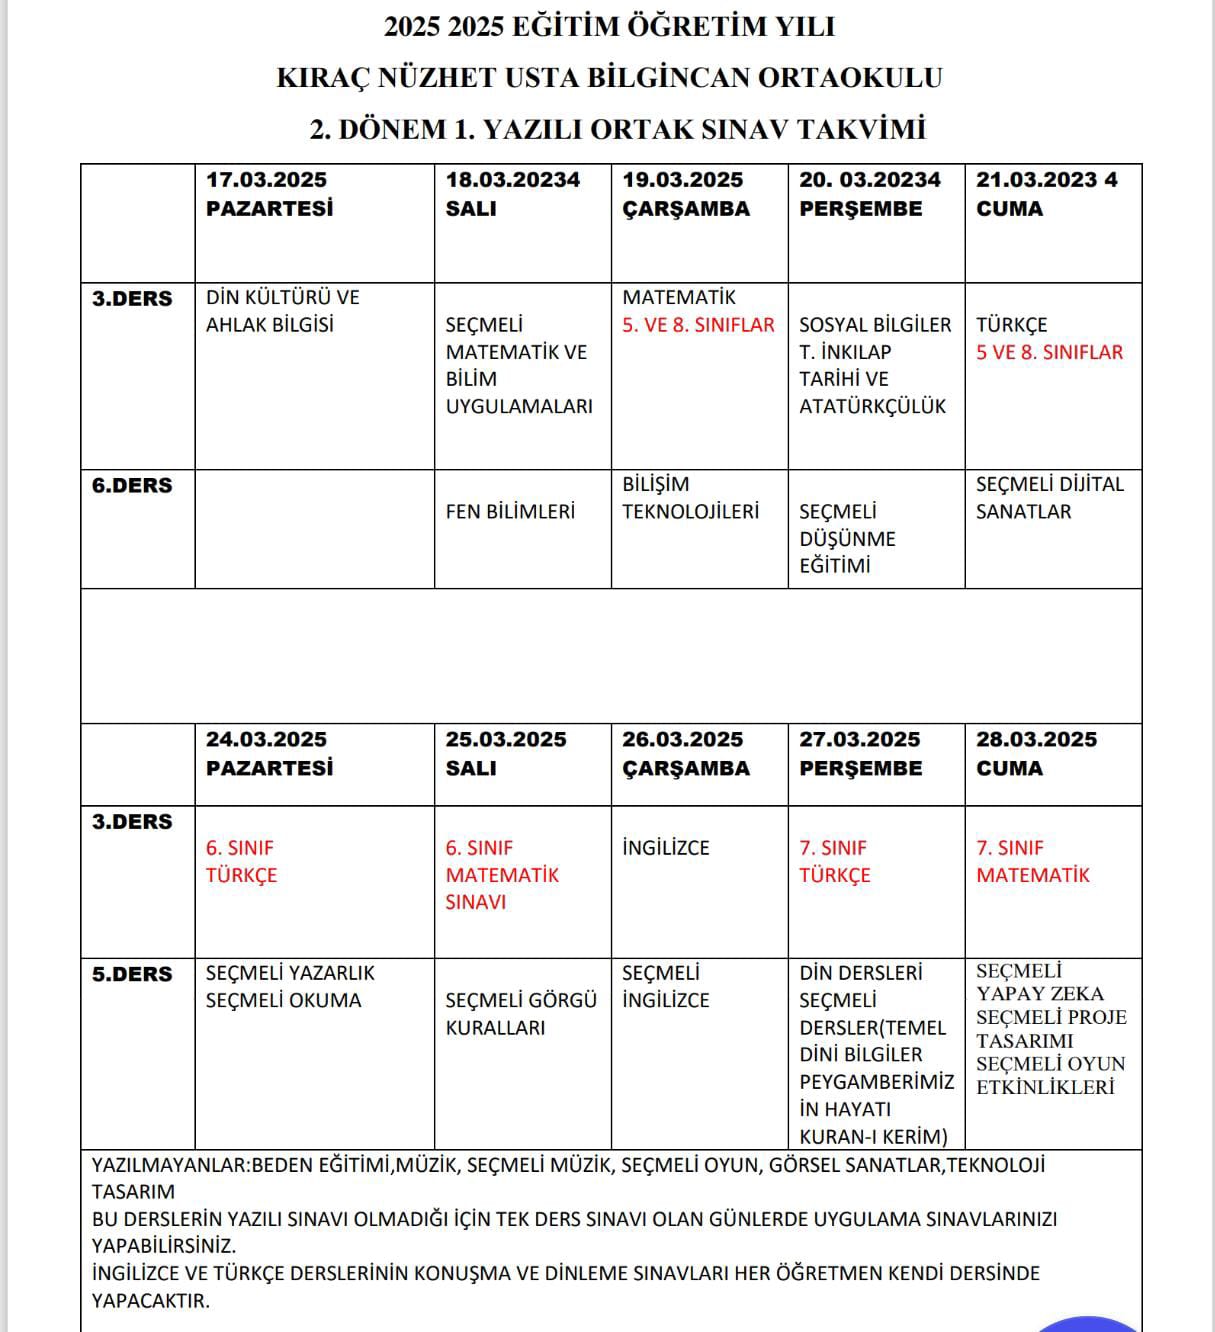 2025 2025 EĞİTİM ÖĞRETİM YILI
KIRAÇ NÜZHET USTA BİLGİNCAN ORTAOKULU
2. DÖNEM 1. YAZILI ORTAK SINAV TAKVİMİ
17.03.2025
PAZARTESİ
18.03.20234
SALI
19.03.2025
ÇARŞAMBA
20. 03.20234
PERŞEMBE
21.03.2023 4
CUMA
3.DERS
DİN KÜLTÜRÜ VE
AHLAK BİLGİSİ
SEÇMELİ
MATEMATİK VE
BİLİM
UYGULAMALARI
MATEMATİK
5. VE 8. SINIFLAR
SOSYAL BİLGİLER
T. İNKILAP
TARİHİ VE
ATATÜRKÇÜLÜK
TÜRKÇE
5 VE 8. SINIFLAR
6.DERS
FEN BİLİMLERİ
BİLİŞİM
TEKNOLOJİLERİ
SEÇMELİ
DÜŞÜNME
EĞİTİMİ
SEÇMELİ DİJİTAL
SANATLAR
24.03.2025
PAZARTESİ
25.03.2025
SALI
26.03.2025
ÇARŞAMBA
27.03.2025
PERŞEMBE
28.03.2025
CUMA
3.DERS
6. SINIF
TÜRKÇE
6. SINIF
MATEMATİK
SINAVI
İNGİLİZCE
7. SINIF
TÜRKÇE
7. SINIF
MATEMATİK
5.DERS
SEÇMELİ YAZARLIK
SEÇMELİ OKUMA
SEÇMELİ GÖRGÜ
KURALLARI
SEÇMELİ
İNGİLİZCE
DİN DERSLERİ
SEÇMELİ
DERSLER(TEMEL
DİNİ BİLGİLER
PEYGAMBERİMİZ
İN HAYATI
KURAN-I KERİM)
SEÇMELİ
YAPAY ZEKA
SEÇMELİ PROJE
TASARIMI
SEÇMELİ OYUN
ETKİNLİKLERİ
YAZILMAYANLAR:BEDEN EĞİTİMİ,MÜZİK, SEÇMELİ MÜZİK, SEÇMELİ OYUN, GÖRSEL SANATLAR,TEKNOLOJİ
TASARIM
BU DERSLERİN YAZILI SINAVI OLMADIĞI İÇİN TEK DERS SINAVI OLAN GÜNLERDE UYGULAMA SINAVLARINIZI
YAPABİLİRSİNİZ.
İNGİLİZCE VE TÜRKÇE DERSLERİNİN KONUŞMA VE DİNLEME SINAVLARI HER ÖĞRETMEN KENDİ DERSİNDE
YAPACAKTIR.